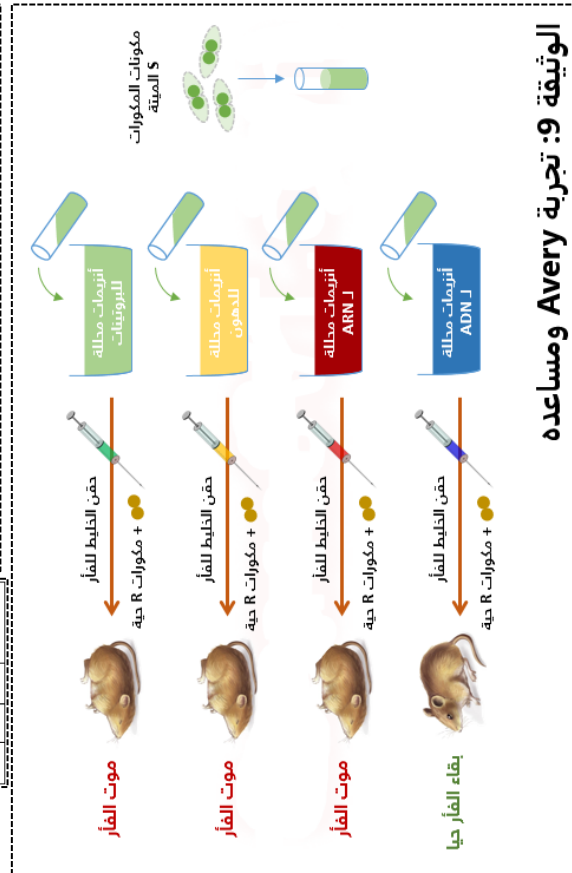 الوثيقة 9: تجربة Avery ومساعده
مكونات المكورات
S الميتة
أنزيمات محللة
لـ ADN
حقن الخليط للفأر
+ مكورات R حية
بقاء الفأر حيا
أنزيمات محللة
لـ ARN
حقن الخليط للفأر
+ مكورات R حية
موت الفأر
أنزيمات محللة
للدهون
حقن الخليط للفأر
+ مكورات R حية
موت الفأر
أنزيمات محللة
للبروتينات
حقن الخليط للفأر
+ مكورات R حية
موت الفأر